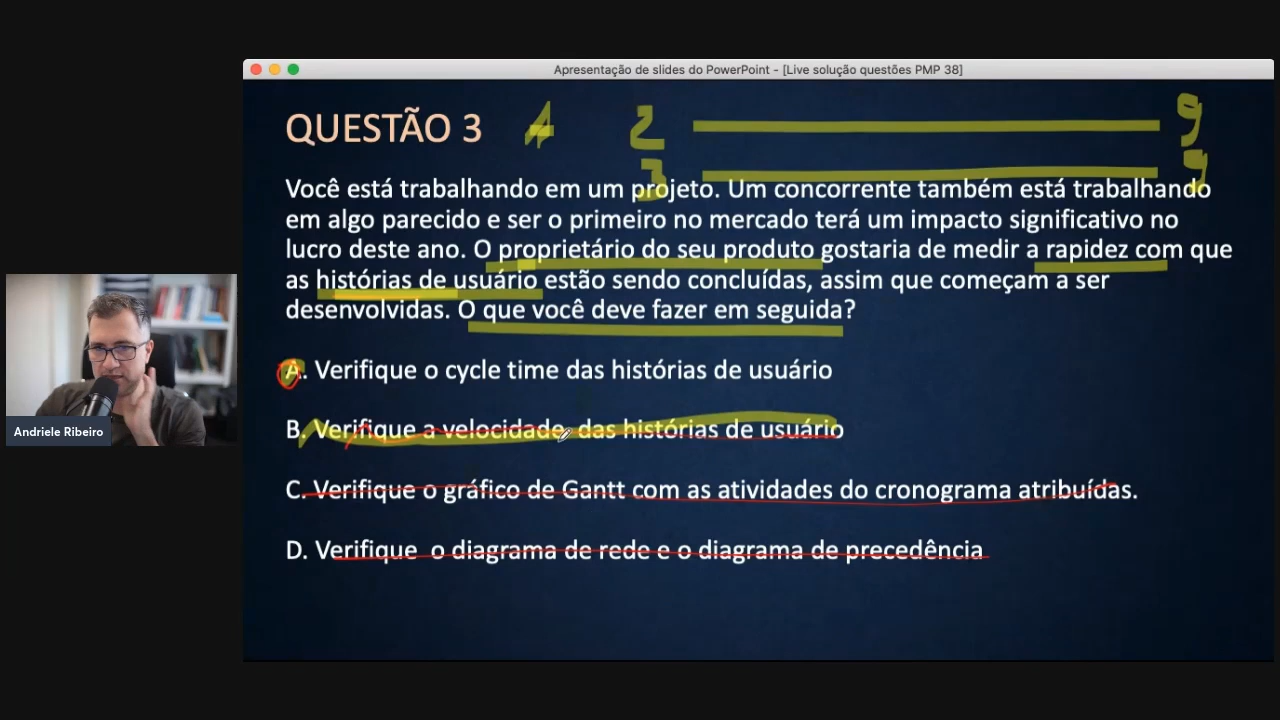 Apresentação de slides do PowerPoint - [Live solução questões PMP 38]
QUESTÃO 3
2 9
3 9
Você está trabalhando em um projeto. Um concorrente também está trabalhando
em algo parecido e ser o primeiro no mercado terá um impacto significativo no
lucro deste ano. O proprietário do seu produto gostaria de medir a rapidez com que
as histórias de usuário estão sendo concluídas, assim que começam a ser
desenvolvidas. O que você deve fazer em seguida?
A. Verifique o cycle time das histórias de usuário
B. Verifique a velocidade das histórias de usuário
C. Verifique o gráfico de Gantt com as atividades do cronograma atribuídas.
D. Verifique o diagrama de rede e o diagrama de precedência
Andriele Ribeiro